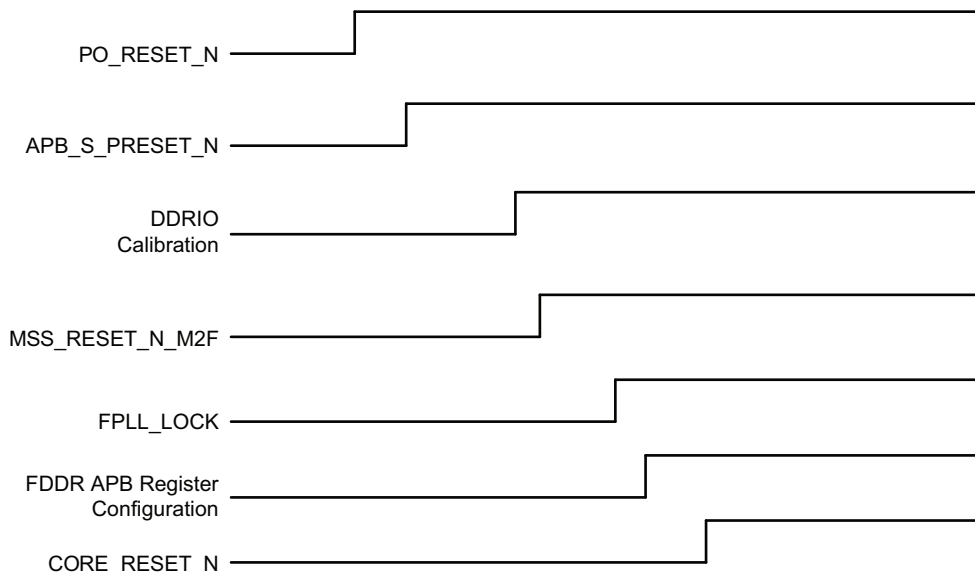 PO_RESET_N
APB_S_PRESET_N
DDRIO
Calibration
MSS_RESET_N_M2F
FPLL_LOCK
FDDR APB Register
Configuration
CORE_RESET_N